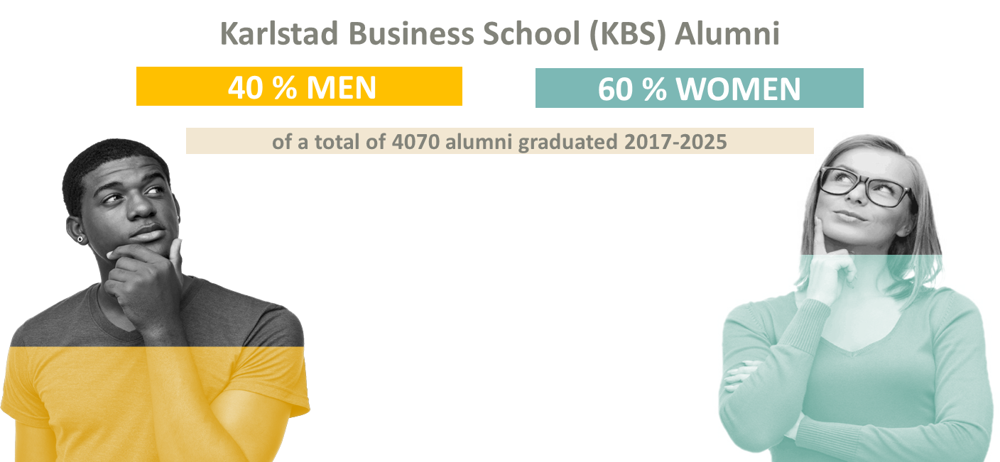 Karlstad Business School (KBS) Alumni
40 % MEN
60 % WOMEN
of a total of 4070 alumni graduated 2017-2025